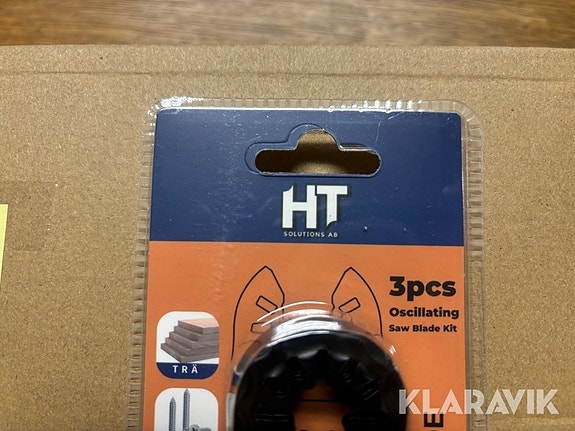 HT
SOLUTIONS AB
3pcs
Oscillating
Saw Blade Kit
TRÄ
E
KLARAVIK